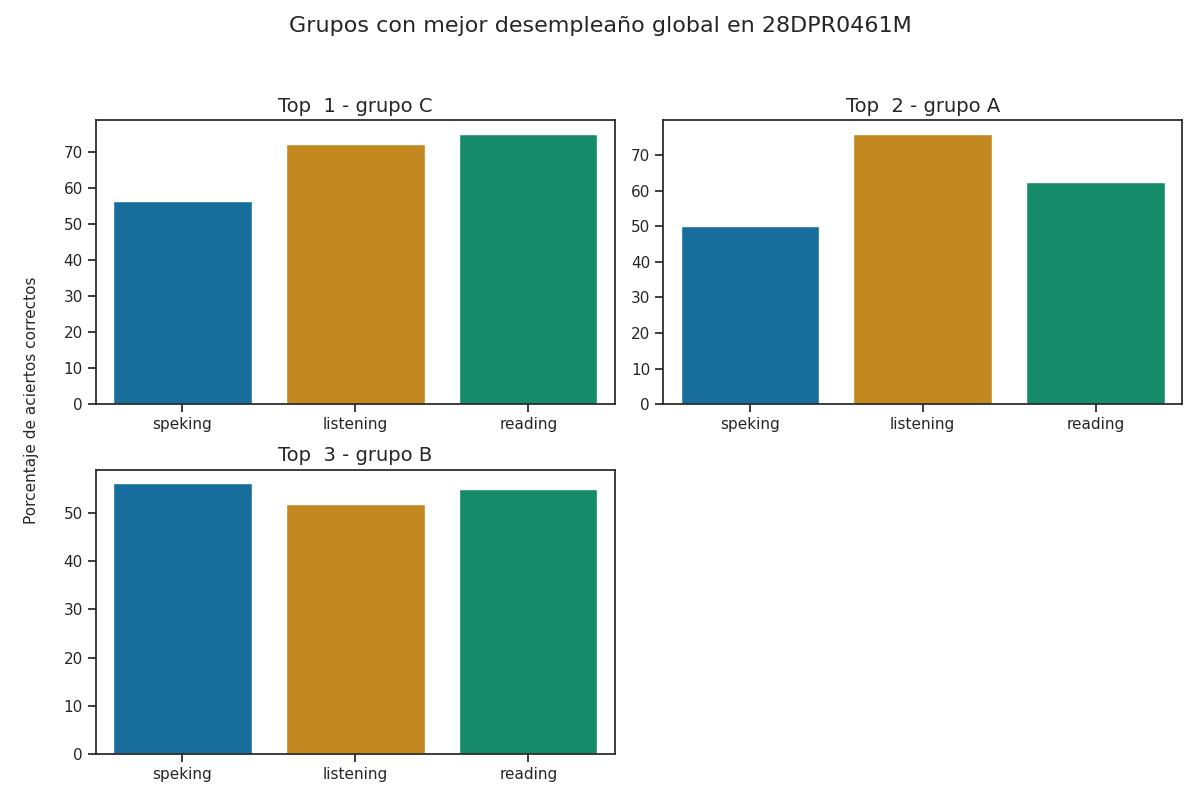 Grupos con mejor desempleaño global en 28DPR0461M
Porcentaje de aciertos correctos
Top  1 - grupo C
70
60
50
40
30
20
10
0
speking listening reading
Top  2 - grupo A
70
60
50
40
30
20
10
0
speking listening reading
Top  3 - grupo B
50
40
30
20
10
0
speking listening reading